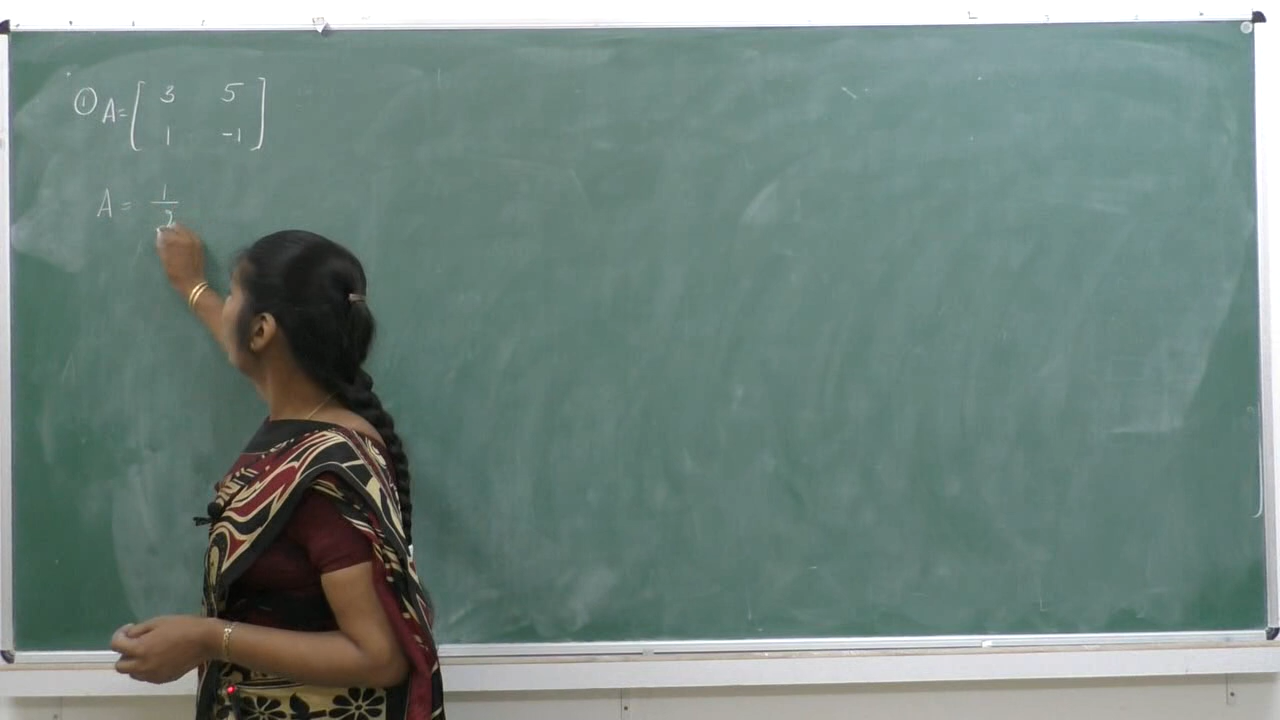 ① A = [ 3 5
1 -1 ]
A = 1/2